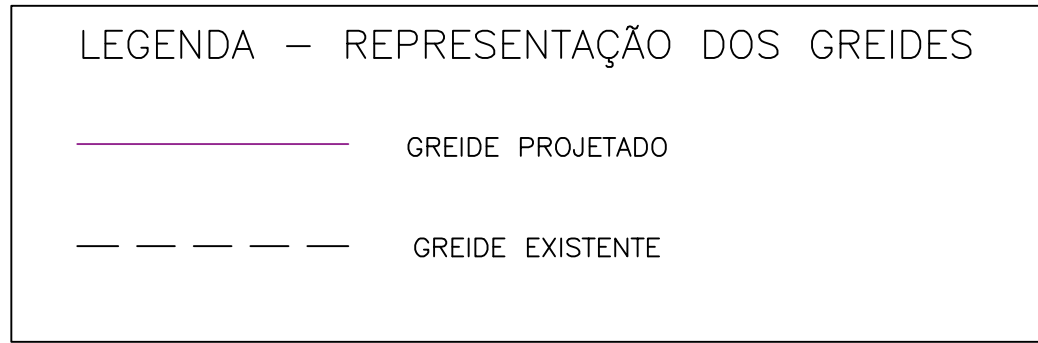 LEGENDA – REPRESENTAÇÃO DOS GREIDES
GREIDE PROJETADO
GREIDE EXISTENTE